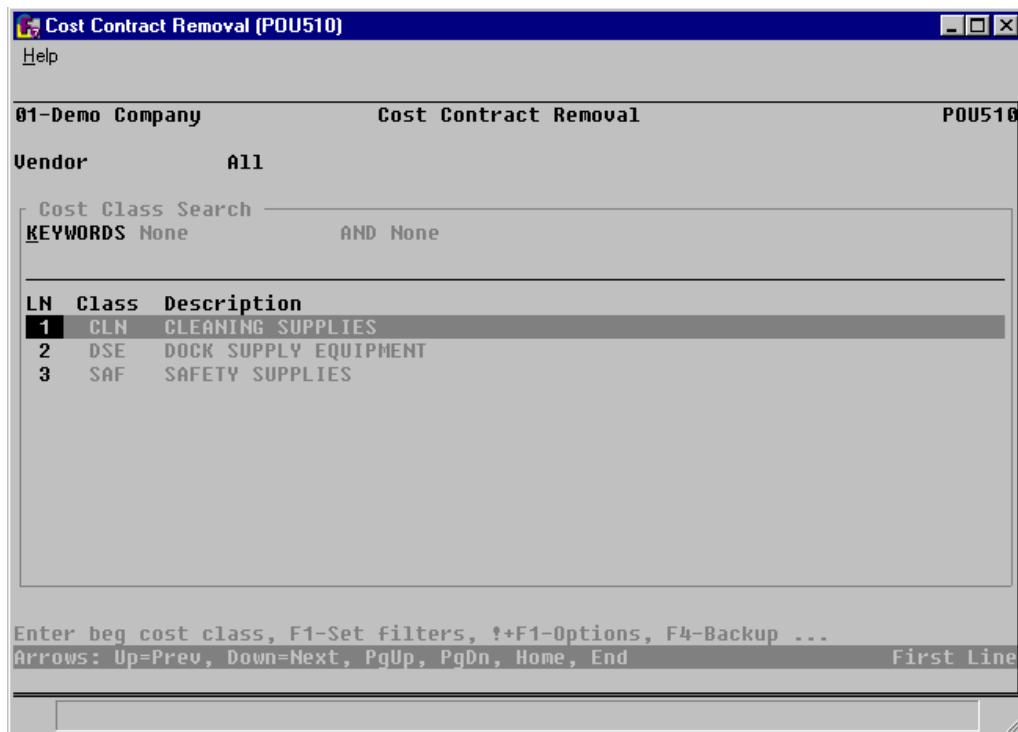 Cost Contract Removal (POU510)
Help
01-Demo Company Cost Contract Removal POU510
Vendor All
Cost Class Search
KEYWORDS None AND None
LN Class Description
1 CLN CLEANING SUPPLIES
2 DSE DOCK SUPPLY EQUIPMENT
3 SAF SAFETY SUPPLIES
Enter beg cost class, F1-Set filters, !+F1-Options, F4-Backup ...
Arrows: Up=Prev, Down=Next, PgUp, PgDn, Home, End First Line